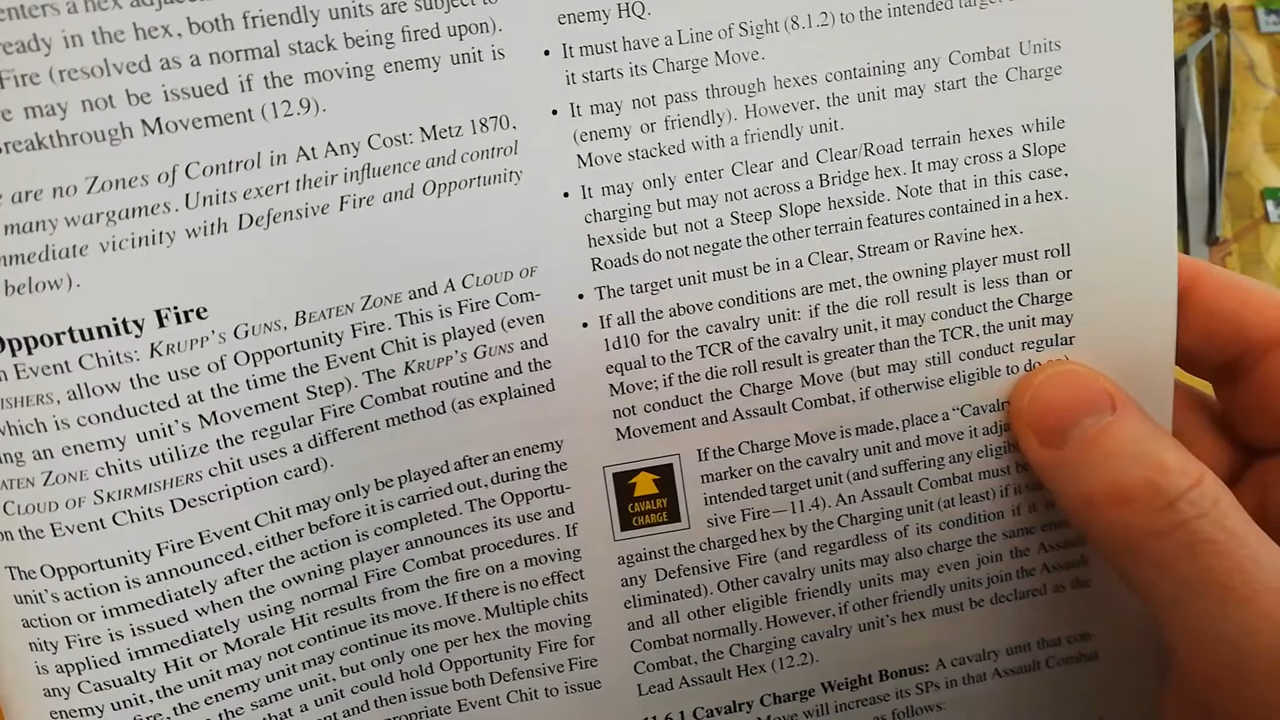 enters a hex
ready in the hex, both friendly units are subject to
Fire (resolved as a normal stack being fired upon).
e may not be issued if the moving enemy unit is
Breakthrough Movement (12.9).
e are no Zones of Control in At Any Cost: Metz 1870,
many wargames. Units exert their influence and control
mmediate vicinity with Defensive Fire and Opportunity
below).
Opportunity Fire
n Event Chits: KRUPP'S GUNS, BEATEN ZONE and A CLOUD OF
ISHERS, allow the use of Opportunity Fire. This is Fire Com-
which is conducted at the time the Event Chit is played (even
ng an enemy unit's Movement Step). The KRUPP'S GUNS and
ATEN ZONE chits utilize the regular Fire Combat routine and the
CLOUD OF SKIRMISHERS chit uses a different method (as explained
on the Event Chits Description card).
The Opportunity Fire Event Chit may only be played after an enemy
unit's action is announced, either before it is carried out, during the
action or immediately after the action is completed. The Opportu-
nity Fire is issued when the owning player announces its use and
is applied immediately using normal Fire Combat procedures. If
any Casualty Hit or Morale Hit results from the fire on a moving
enemy unit, the unit may not continue its move. If there is no effect
fire, the enemy unit may continue its move. Multiple chits
the same unit, but only one per hex the moving
that a unit could hold Opportunity Fire for
nt and then issue both Defensive Fire
ropriate Event Chit to issue
enemy HQ.
• It must have a Line of Sight (8.1.2) to the intended target
it starts its Charge Move.
• It may not pass through hexes containing any Combat Units
(enemy or friendly). However, the unit may start the Charge
Move stacked with a friendly unit.
• It may only enter Clear and Clear/Road terrain hexes while
charging but may not across a Bridge hex. It may cross a Slope
hexside but not a Steep Slope hexside. Note that in this case,
Roads do not negate the other terrain features contained in a hex.
• The target unit must be in a Clear, Stream or Ravine hex.
• If all the above conditions are met, the owning player must roll
1d10 for the cavalry unit: if the die roll result is less than or
equal to the TCR of the cavalry unit, it may conduct the Charge
Move; if the die roll result is greater than the TCR, the unit may
not conduct the Charge Move (but may still conduct regular
Movement and Assault Combat, if otherwise eligible to do
CAVALRY
CHARGE
If the Charge Move is made, place a "Cavalr
marker on the cavalry unit and move it adja
intended target unit (and suffering any eligib
sive Fire—11.4). An Assault Combat must be
against the charged hex by the Charging unit (at least) if it
any Defensive Fire (and regardless of its condition if it
eliminated). Other cavalry units may also charge the same
and all other eligible friendly units may even join the Assau
Combat normally. However, if other friendly units join the Assault
Combat, the Charging cavalry unit's hex must be declared as the
Lead Assault Hex (12.2).
11.6.1 Cavalry Charge Weight Bonus: A cavalry unit that con-
Move will increase its SPs in that Assault Combat
as follows: